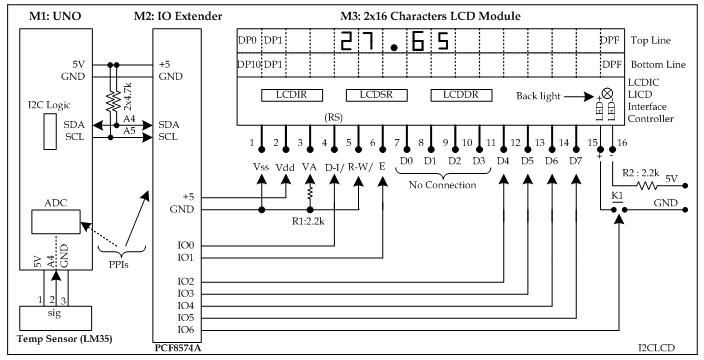 M1: UNO M2: IO Extender M3: 2x16 Characters LCD Module
DP0 DP1 27.65 DPF Top Line
DP10 DP1 DPF Bottom Line
5V +5
GND GND
2x4.7k
I2C Logic
A4
SDA SDA
A5
SCL SCL
LCDIR LCDSR LCDDR Back light
(RS)
LED+ LED-
LCDIC
LICD
Interface
Controller
1 2 3 4 5 6 7 8 9 10 11 12 13 14 15 16
Vss Vdd VA D-I/ R-W/ E D0 D1 D2 D3 D4 D5 D6 D7 + -
No Connection
R2 : 2.2k 5V
K1 GND
+5
GND
R1:2.2k
ADC
PPIs
IO0
IO1
IO2
IO3
IO4
IO5
IO6
5V A4 GND
1 2 3
sig
Temp Sensor (LM35)
PCF8574A
I2CLCD